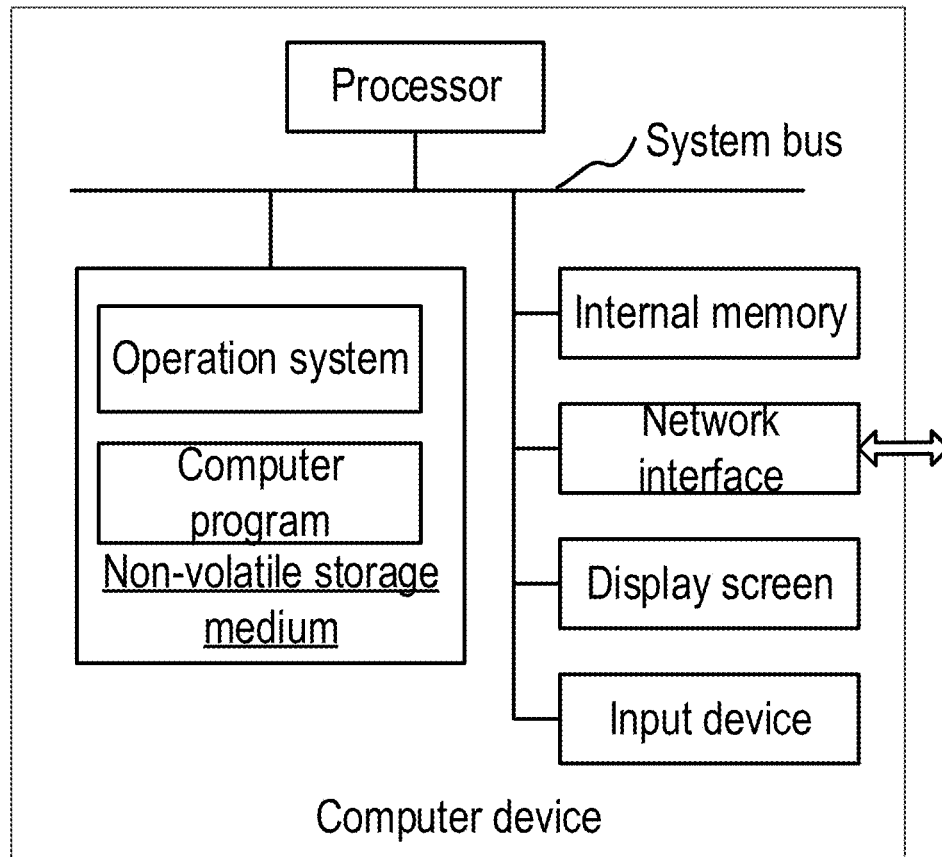 Processor
System bus
Operation system
Computer
program
Non-volatile storage
medium
Internal memory
Network
interface
Display screen
Input device
Computer device